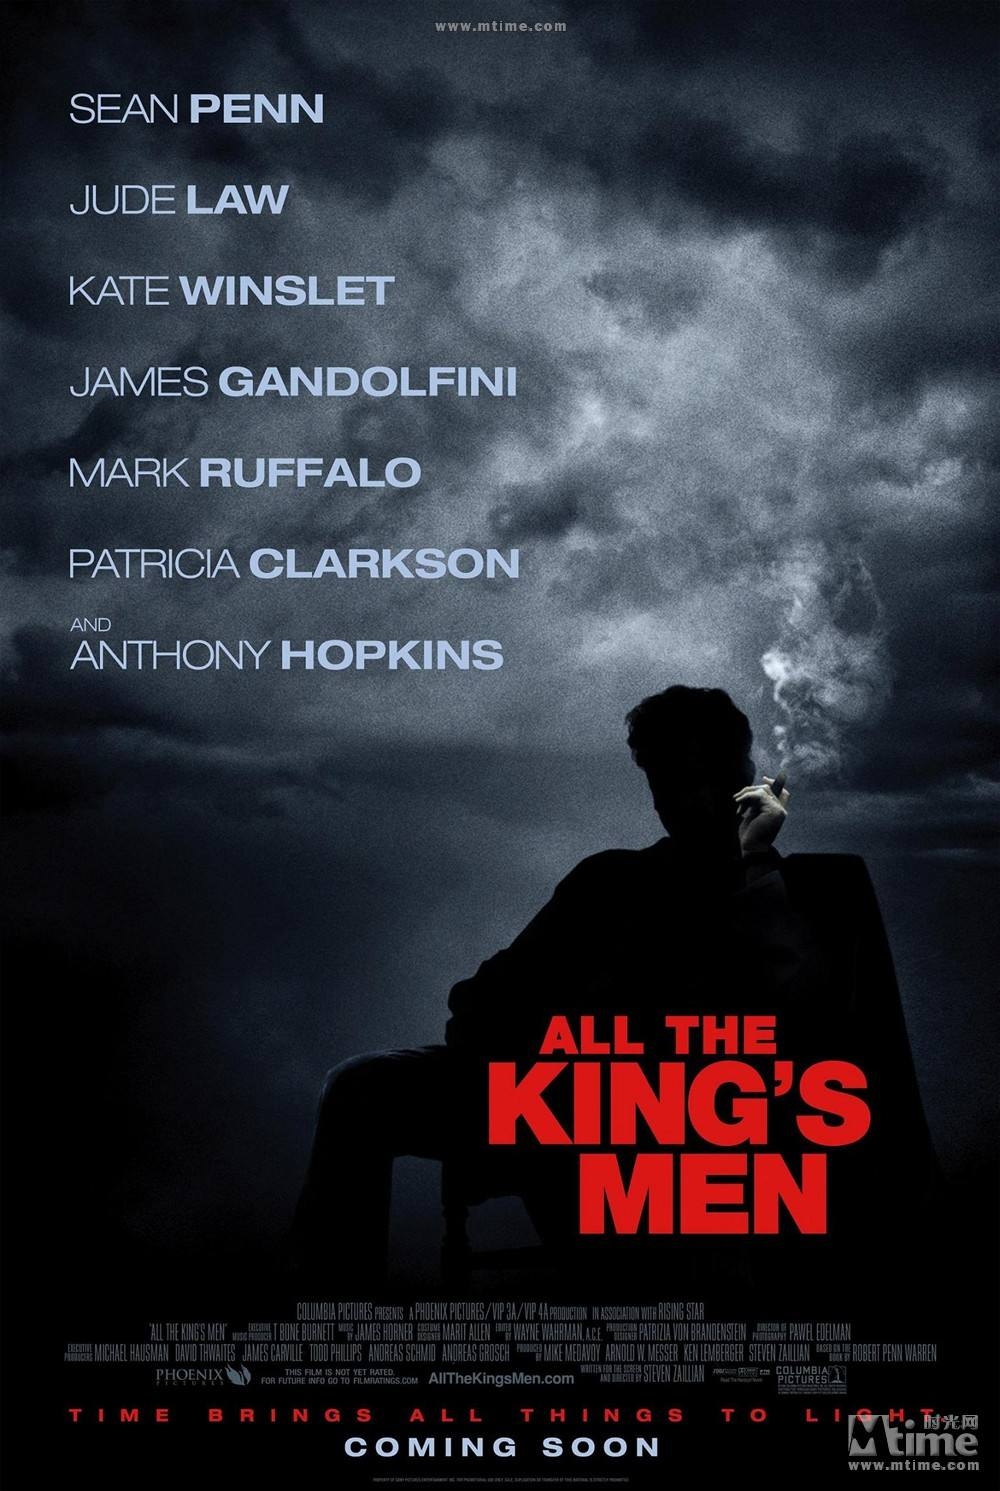 www.mtime.com
SEAN PENN
JUDE LAW
KATE WINSLET
JAMES GANDOLFINI
MARK RUFFALO
PATRICIA CLARKSON
AND
ANTHONY HOPKINS
ALL THE
KING'S
MEN
COLUMBIA PICTURES PRESENTS A PHOENIX PICTURES/VIP 3A/VIP 4A PRODUCTION IN ASSOCIATION WITH RISING STAR
"ALL THE KING'S MEN" EXECUTIVE MUSIC PRODUCER T BONE BURNETT MUSIC BY JAMES HORNER COSTUME DESIGNER MARIT ALLEN EDITED BY WAYNE WAHRMAN, A.C.E. PRODUCTION DESIGNER PATRIZIA VON BRANDENSTEIN DIRECTOR OF PHOTOGRAPHY PAWEL EDELMAN
EXECUTIVE PRODUCERS MICHAEL HAUSMAN DAVID THWAITES JAMES CARVILLE TODD PHILLIPS ANDREAS SCHMID ANDREAS GROSCH PRODUCED BY MIKE MEDAVOY ARNOLD W. MESSER KEN LEMBERGER STEVEN ZAILLIAN BASED ON THE BOOK BY ROBERT PENN WARREN
PHOENIX PICTURES
THIS FILM IS NOT YET RATED.
FOR FUTURE INFO GO TO FILMRATINGS.COM
AllTheKingsMen.com
WRITTEN FOR THE SCREEN AND DIRECTED BY STEVEN ZAILLIAN
COLUMBIA PICTURES
TIME BRINGS ALL THINGS TO LIGHT.
COMING SOON
Mtime 时光网
www.mtime.com